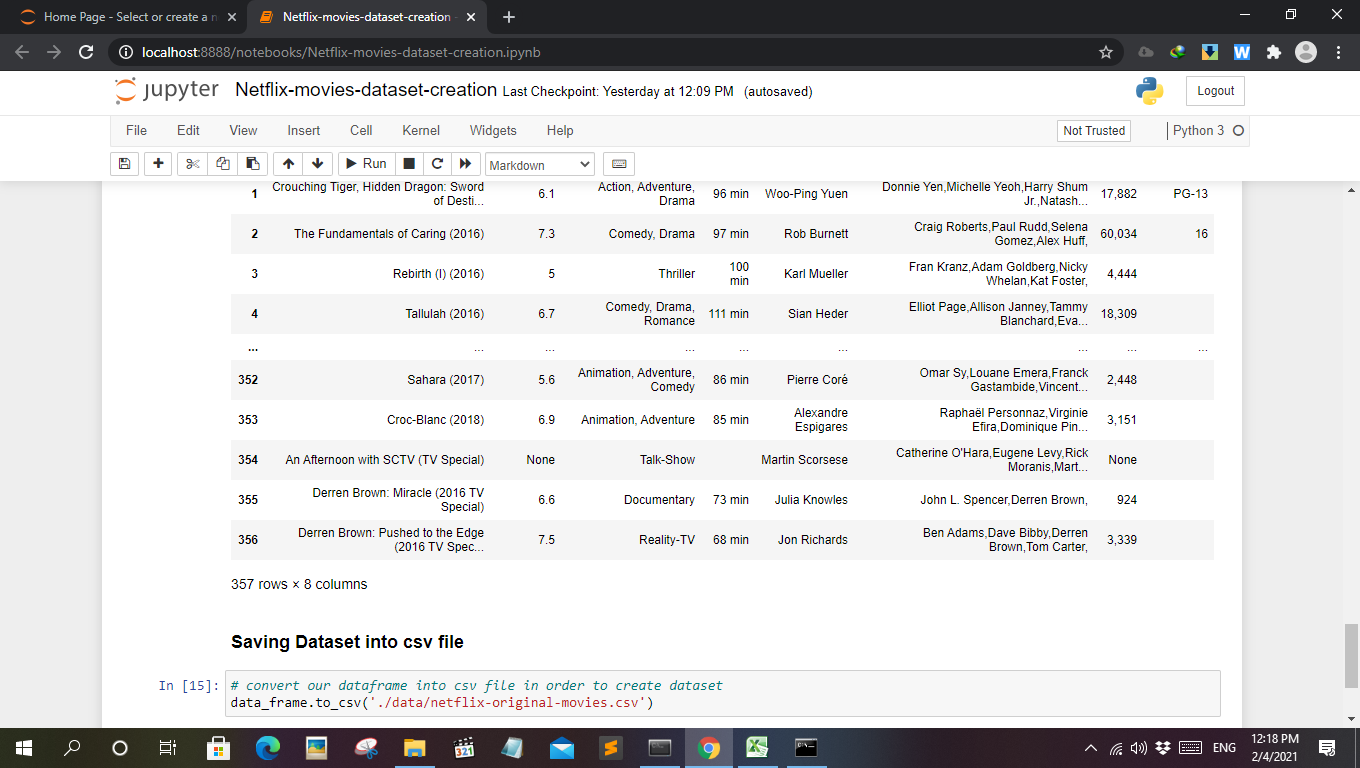 Home Page - Select or create a n
Netflix-movies-dataset-creation -
localhost:8888/notebooks/Netflix-movies-dataset-creation.ipynb
jupyter Netflix-movies-dataset-creation Last Checkpoint: Yesterday at 12:09 PM (autosaved)
Logout
File Edit View Insert Cell Kernel Widgets Help
Not Trusted
Python 3
Run
Markdown
1 Crouching Tiger, Hidden Dragon: Sword of Desti... 6.1 Action, Adventure, Drama 96 min Woo-Ping Yuen Donnie Yen,Michelle Yeoh,Harry Shum Jr.,Natash... 17,882 PG-13
2 The Fundamentals of Caring (2016) 7.3 Comedy, Drama 97 min Rob Burnett Craig Roberts,Paul Rudd,Selena Gomez,Alex Huff, 60,034 16
3 Rebirth (I) (2016) 5 Thriller 100 min Karl Mueller Fran Kranz,Adam Goldberg,Nicky Whelan,Kat Foster, 4,444
4 Tallulah (2016) 6.7 Comedy, Drama, Romance 111 min Sian Heder Elliot Page,Allison Janney,Tammy Blanchard,Eva... 18,309
... ... ... ... ... ... ... ... ...
352 Sahara (2017) 5.6 Animation, Adventure, Comedy 86 min Pierre Coré Omar Sy,Louane Emera,Franck Gastambide,Vincent... 2,448
353 Croc-Blanc (2018) 6.9 Animation, Adventure 85 min Alexandre Espigares Raphaël Personnaz,Virginie Efira,Dominique Pin... 3,151
354 An Afternoon with SCTV (TV Special) None Talk-Show Martin Scorsese Catherine O'Hara,Eugene Levy,Rick Moranis,Mart... None
355 Derren Brown: Miracle (2016 TV Special) 6.6 Documentary 73 min Julia Knowles John L. Spencer,Derren Brown, 924
356 Derren Brown: Pushed to the Edge (2016 TV Spec... 7.5 Reality-TV 68 min Jon Richards Ben Adams,Dave Bibby,Derren Brown,Tom Carter, 3,339
357 rows × 8 columns
Saving Dataset into csv file
In [15]: # convert our dataframe into csv file in order to create dataset
data_frame.to_csv('./data/netflix-original-movies.csv')
321
ENG
12:18 PM
2/4/2021